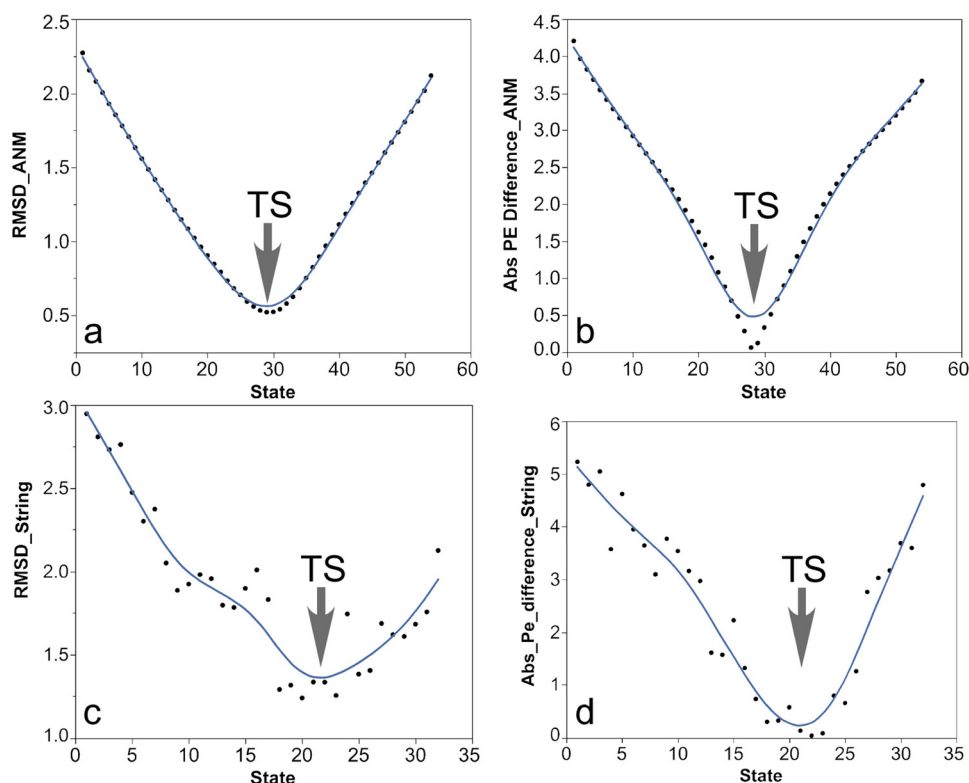 2.5
2.0
1.5
1.0
0.5
RMSD_ANM
TS
a
0 10 20 30 40 50 60
State
4.5
4.0
3.5
3.0
2.5
2.0
1.5
1.0
0.5
0.0
Abs PE Difference_ANM
TS
b
0 10 20 30 40 50 60
State
3.0
2.5
2.0
1.5
1.0
RMSD_String
TS
c
0 5 10 15 20 25 30 35
State
6
5
4
3
2
1
0
Abs_Pe_difference_String
TS
d
0 5 10 15 20 25 30 35
State